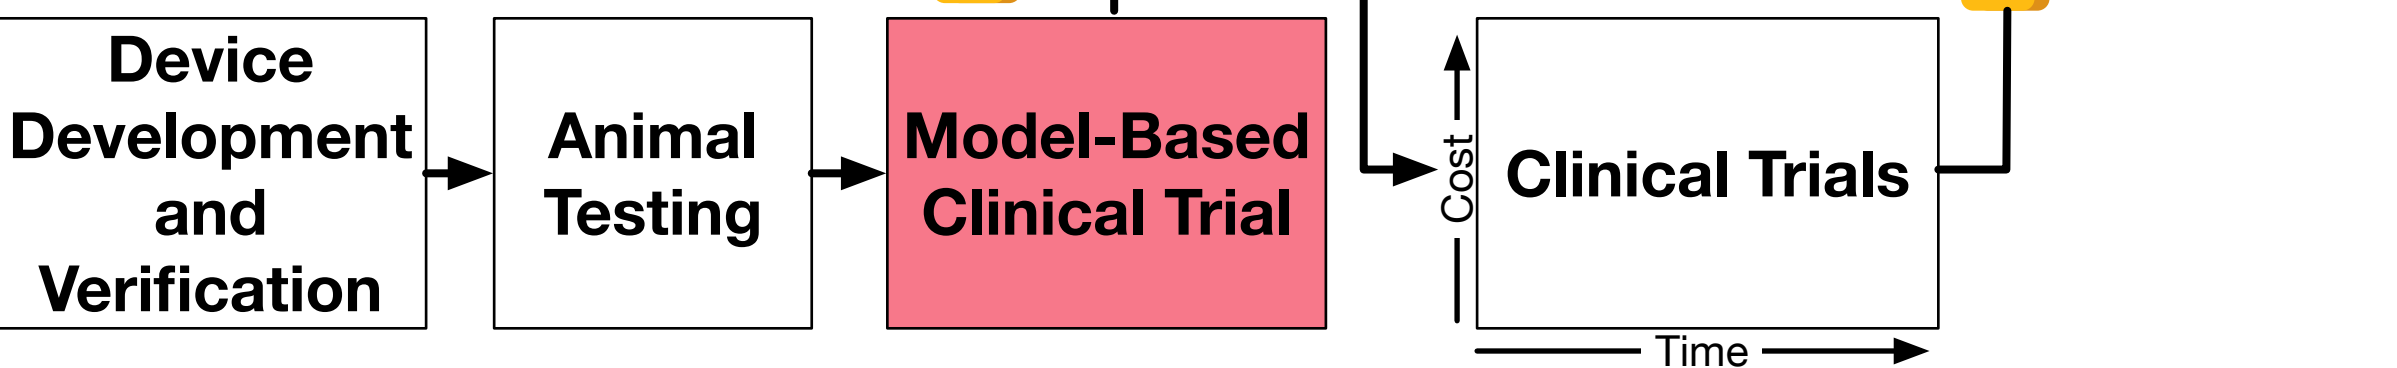 Device
Development
and
Verification
Animal
Testing
Model-Based
Clinical Trial
Cost
Clinical Trials
Time